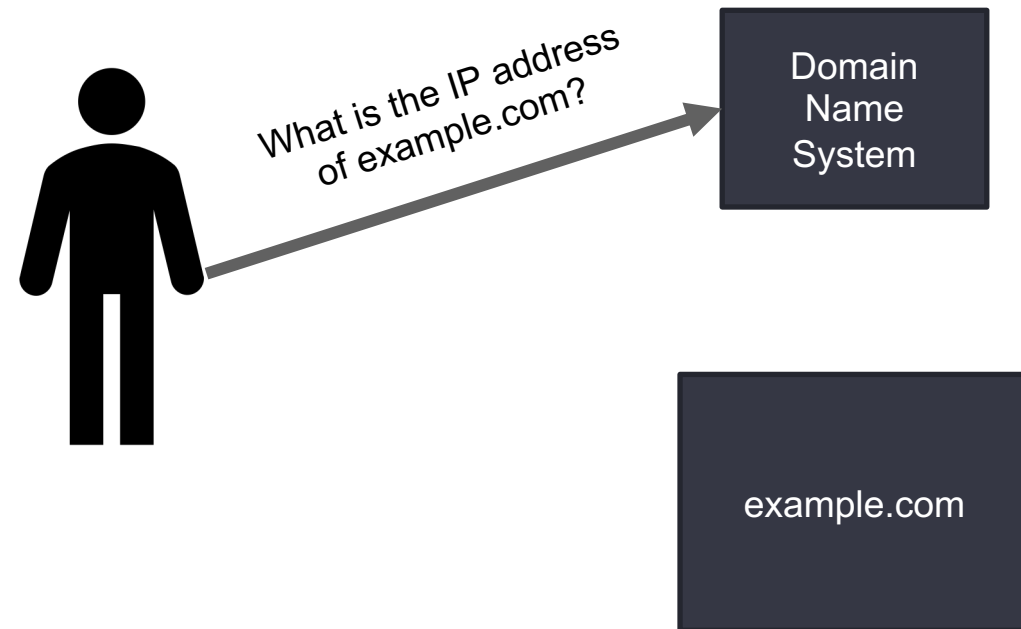 What is the IP address
of example.com?
Domain
Name
System
example.com